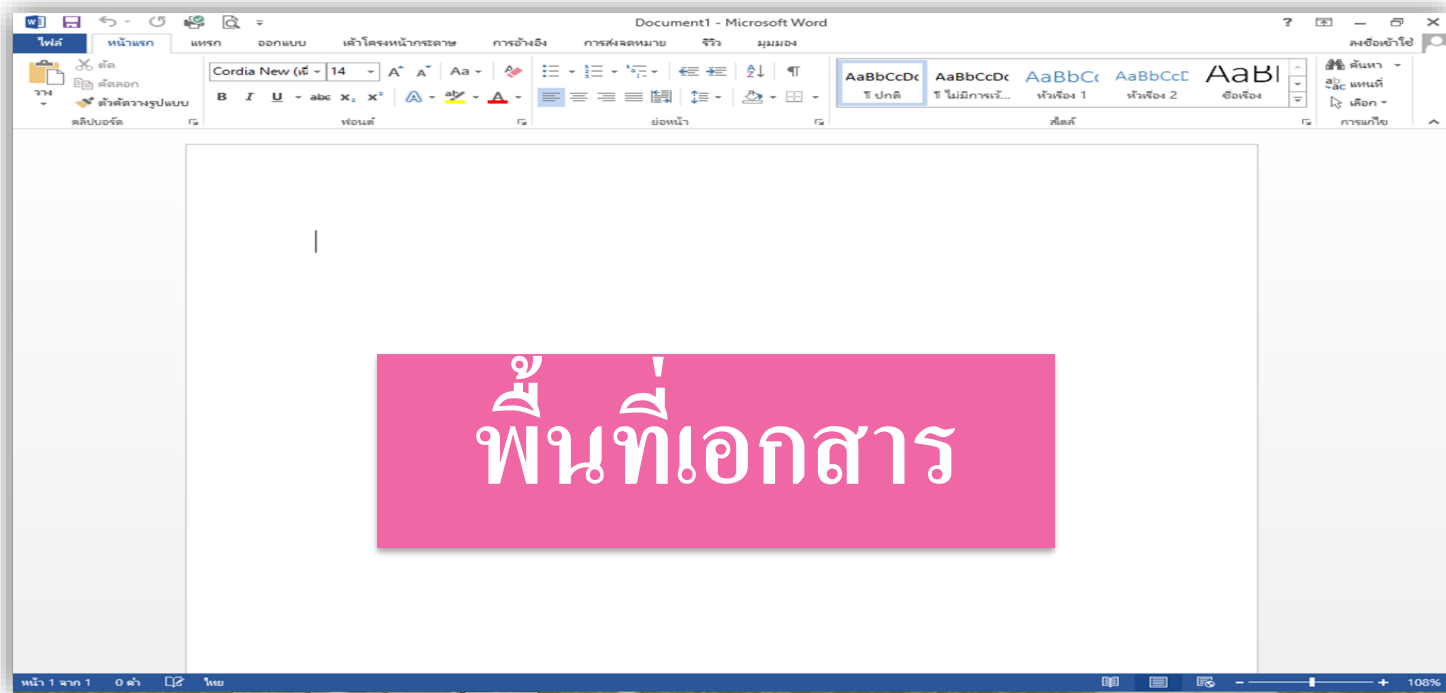 Document1 - Microsoft Word
ไฟล์ หน้าแรก แทรก ออกแบบ เค้าโครงหน้ากระดาษ การอ้างอิง การส่งจดหมาย รีวิว มุมมอง ลงชื่อเข้าใช้
วาง
ตัด
คัดลอก
ตัวคัดวางรูปแบบ
คลิปบอร์ด
Cordia New (เนื้ 14
ฟอนต์
ย่อหน้า
AaBbCcDc AaBbCcDc AaBbCc AaBbCcD AaBl
¶ ปกติ ¶ ไม่มีการเว้... หัวเรื่อง 1 หัวเรื่อง 2 ชื่อเรื่อง
สไตล์
ค้นหา
แทนที่
เลือก
การแก้ไข
พื้นที่เอกสาร
หน้า 1 จาก 1 0 คำ ไทย 108%